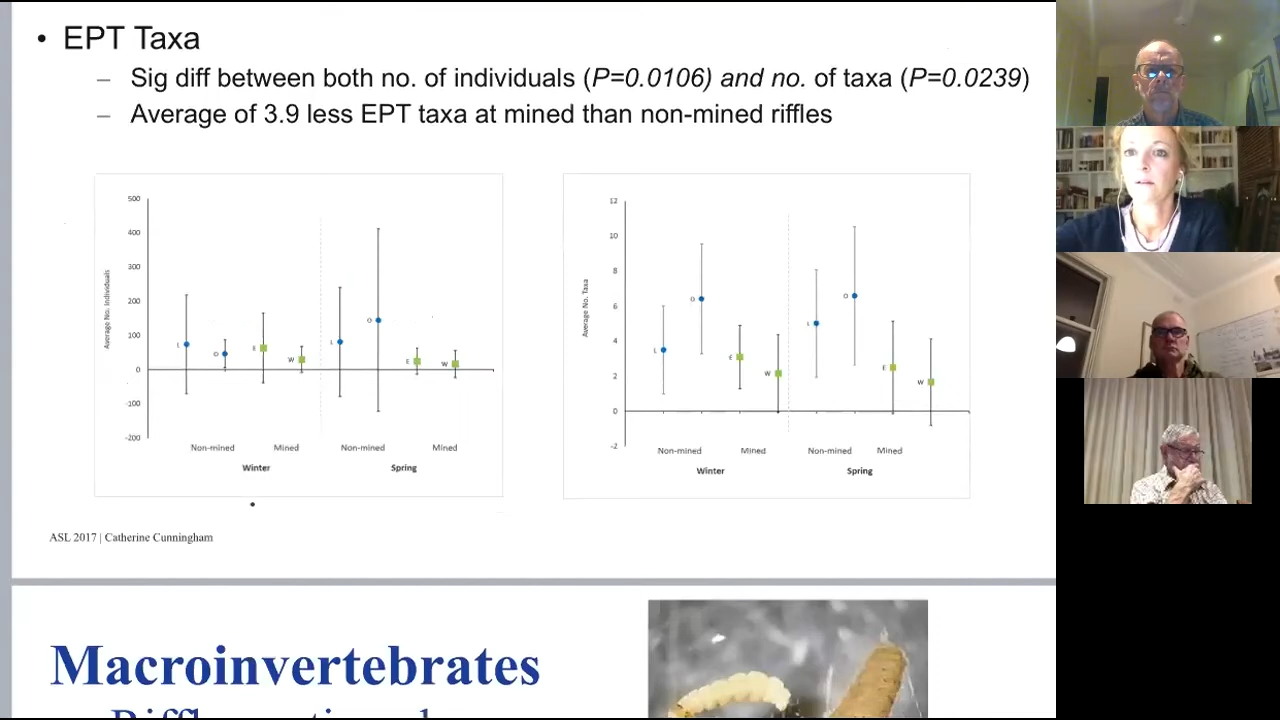 • EPT Taxa
– Sig diff between both no. of individuals (P=0.0106) and no. of taxa (P=0.0239)
– Average of 3.9 less EPT taxa at mined than non-mined riffles
500
400
300
200
100
0
-100
-200
Average No. Individuals
L
O
E
W
L
O
E
W
Non-mined Mined Non-mined Mined
Winter Spring
12
10
8
6
4
2
0
-2
Average No. Taxa
L
O
E
W
L
O
E
W
Non-mined Mined Non-mined Mined
Winter Spring
ASL 2017 | Catherine Cunningham
Macroinvertebrates